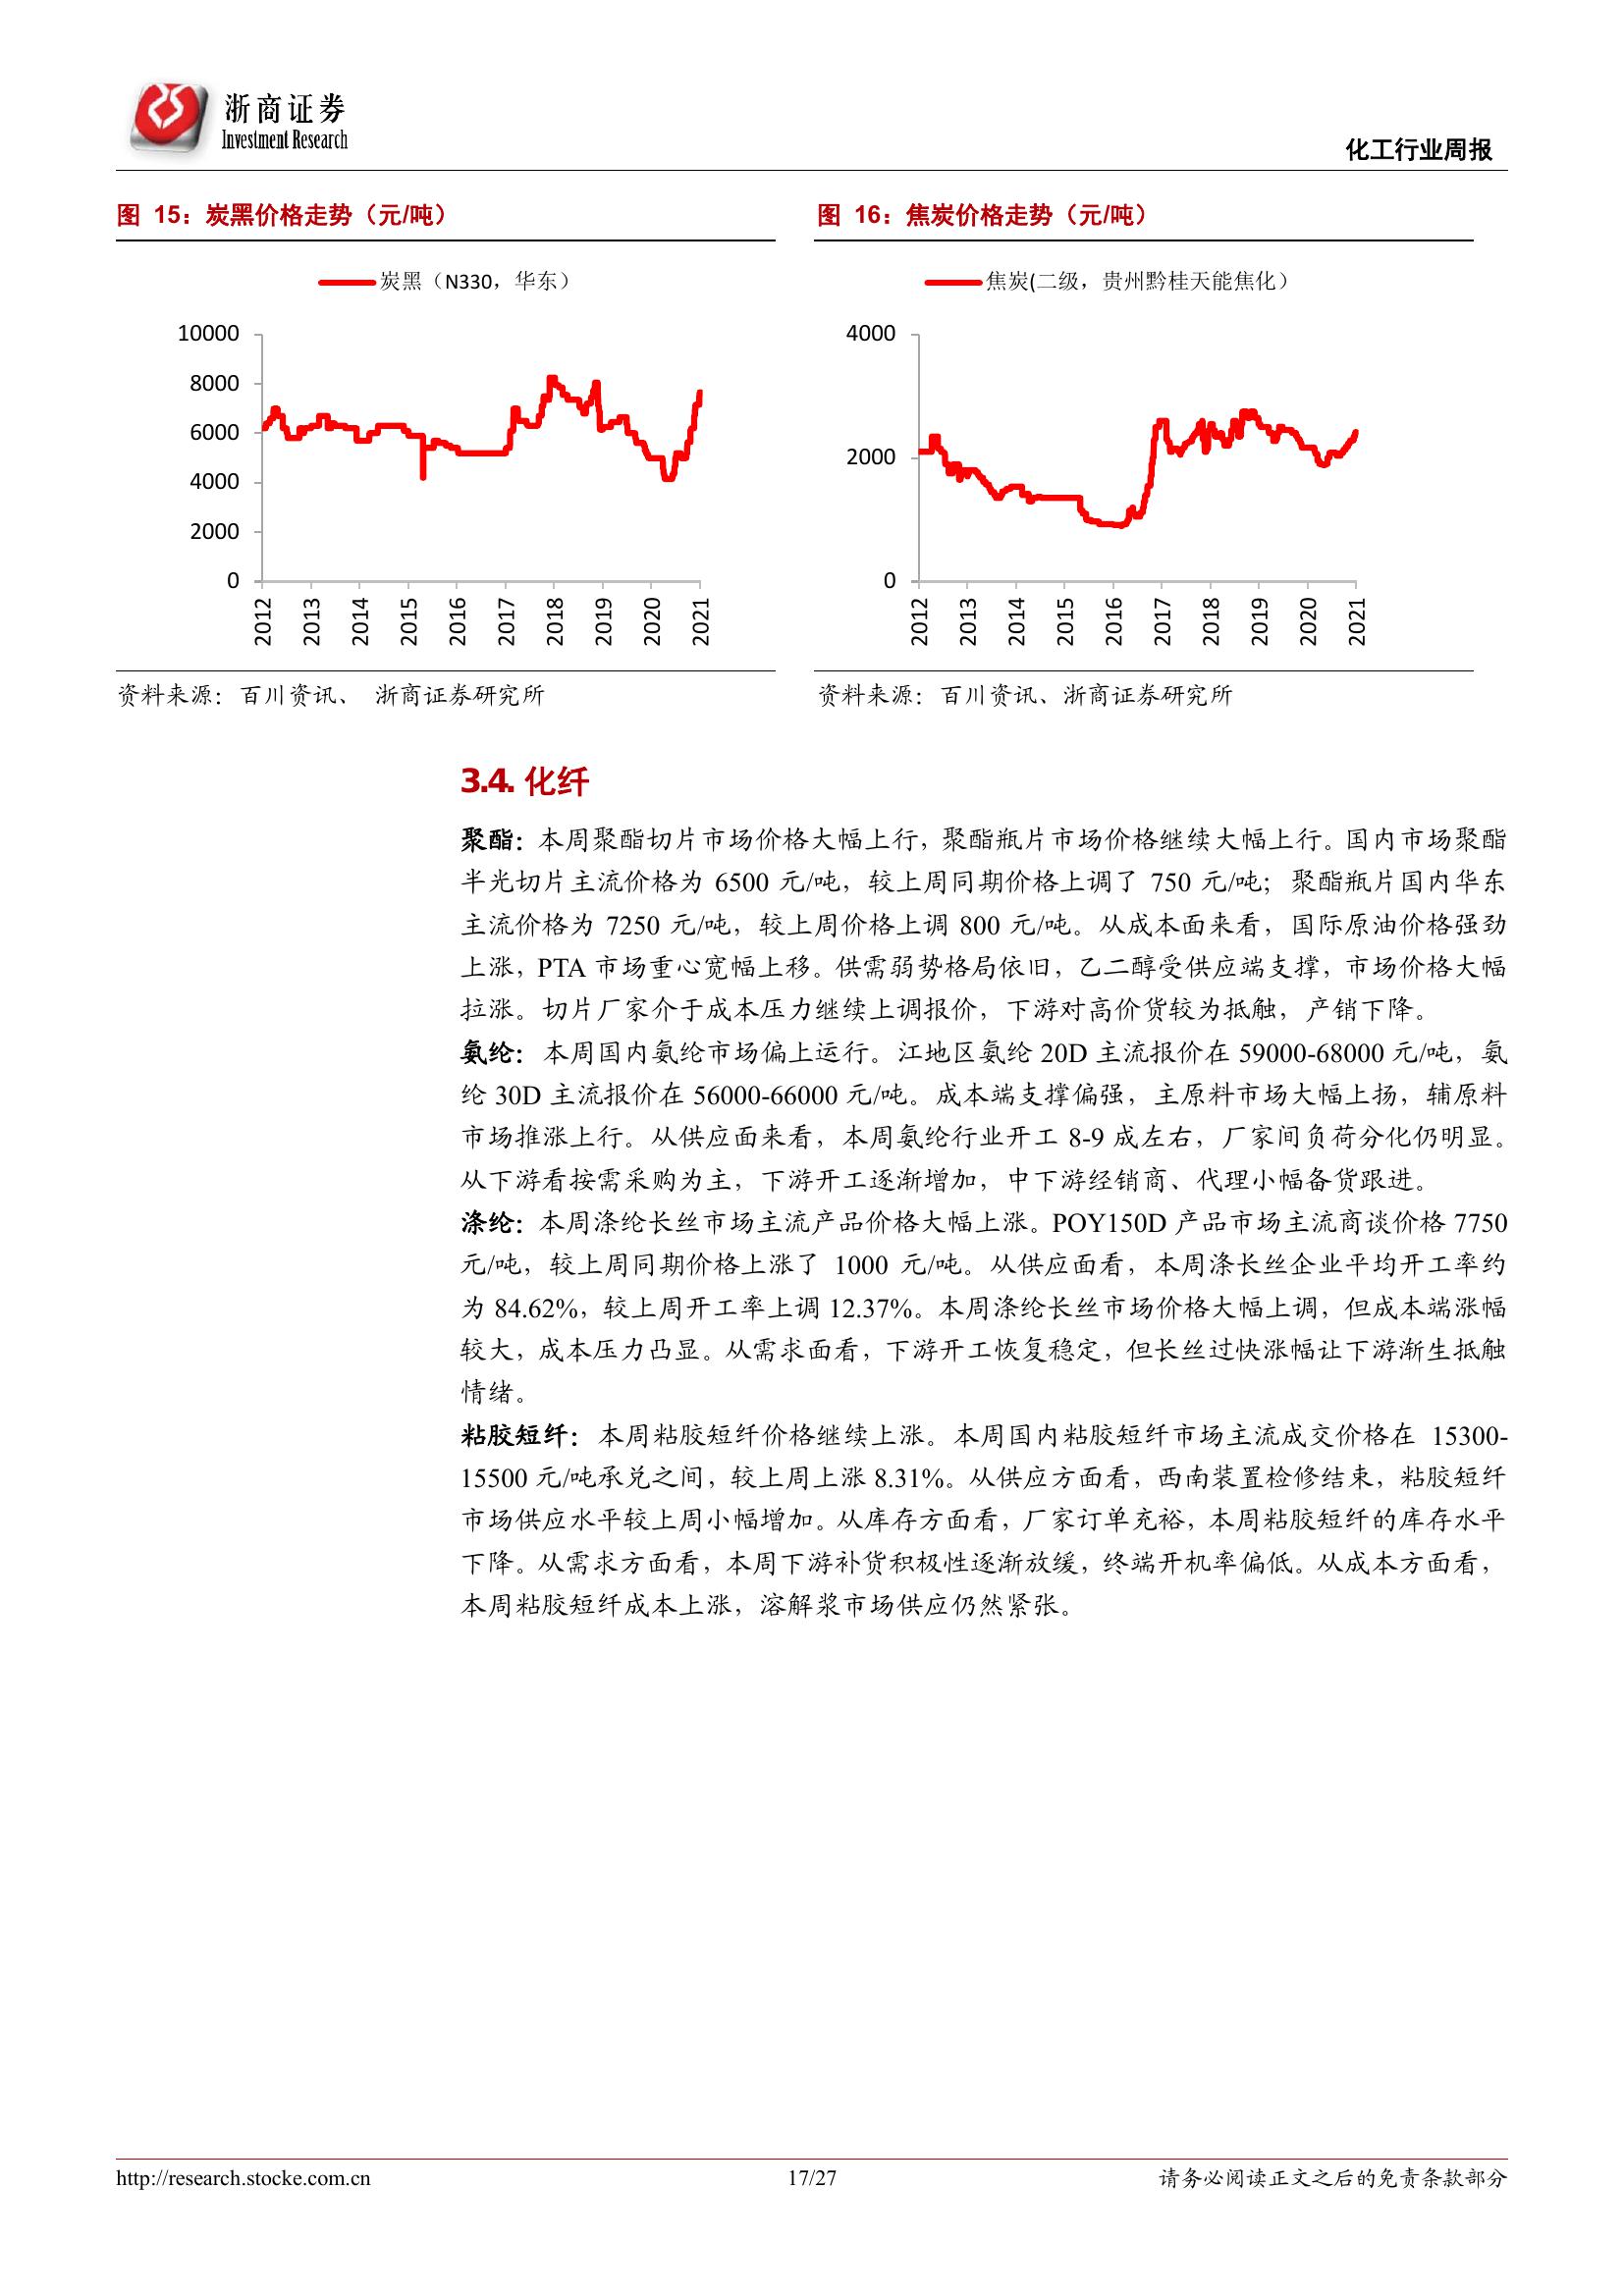 浙商证券
Investment Research
化工行业周报
图 15：炭黑价格走势（元/吨）
炭黑（N330，华东）
10000
8000
6000
4000
2000
0
2012 2013 2014 2015 2016 2017 2018 2019 2020 2021
资料来源：百川资讯、 浙商证券研究所
图 16：焦炭价格走势（元/吨）
焦炭(二级，贵州黔桂天能焦化）
4000
2000
0
2012 2013 2014 2015 2016 2017 2018 2019 2020 2021
资料来源：百川资讯、浙商证券研究所
3.4. 化纤
聚酯：本周聚酯切片市场价格大幅上行，聚酯瓶片市场价格继续大幅上行。国内市场聚酯
半光切片主流价格为 6500 元/吨，较上周同期价格上调了 750 元/吨；聚酯瓶片国内华东
主流价格为 7250 元/吨，较上周价格上调 800 元/吨。从成本面来看，国际原油价格强劲
上涨，PTA 市场重心宽幅上移。供需弱势格局依旧，乙二醇受供应端支撑，市场价格大幅
拉涨。切片厂家介于成本压力继续上调报价，下游对高价货较为抵触，产销下降。
氨纶：本周国内氨纶市场偏上运行。江地区氨纶 20D 主流报价在 59000-68000 元/吨，氨
纶 30D 主流报价在 56000-66000 元/吨。成本端支撑偏强，主原料市场大幅上扬，辅原料
市场推涨上行。从供应面来看，本周氨纶行业开工 8-9 成左右，厂家间负荷分化仍明显。
从下游看按需采购为主，下游开工逐渐增加，中下游经销商、代理小幅备货跟进。
涤纶：本周涤纶长丝市场主流产品价格大幅上涨。POY150D 产品市场主流商谈价格 7750
元/吨，较上周同期价格上涨了 1000 元/吨。从供应面看，本周涤长丝企业平均开工率约
为 84.62%，较上周开工率上调 12.37%。本周涤纶长丝市场价格大幅上调，但成本端涨幅
较大，成本压力凸显。从需求面看，下游开工恢复稳定，但长丝过快涨幅让下游渐生抵触
情绪。
粘胶短纤：本周粘胶短纤价格继续上涨。本周国内粘胶短纤市场主流成交价格在 15300-
15500 元/吨承兑之间，较上周上涨 8.31%。从供应方面看，西南装置检修结束，粘胶短纤
市场供应水平较上周小幅增加。从库存方面看，厂家订单充裕，本周粘胶短纤的库存水平
下降。从需求方面看，本周下游补货积极性逐渐放缓，终端开机率偏低。从成本方面看，
本周粘胶短纤成本上涨，溶解浆市场供应仍然紧张。
http://research.stocke.com.cn
17/27
请务必阅读正文之后的免责条款部分